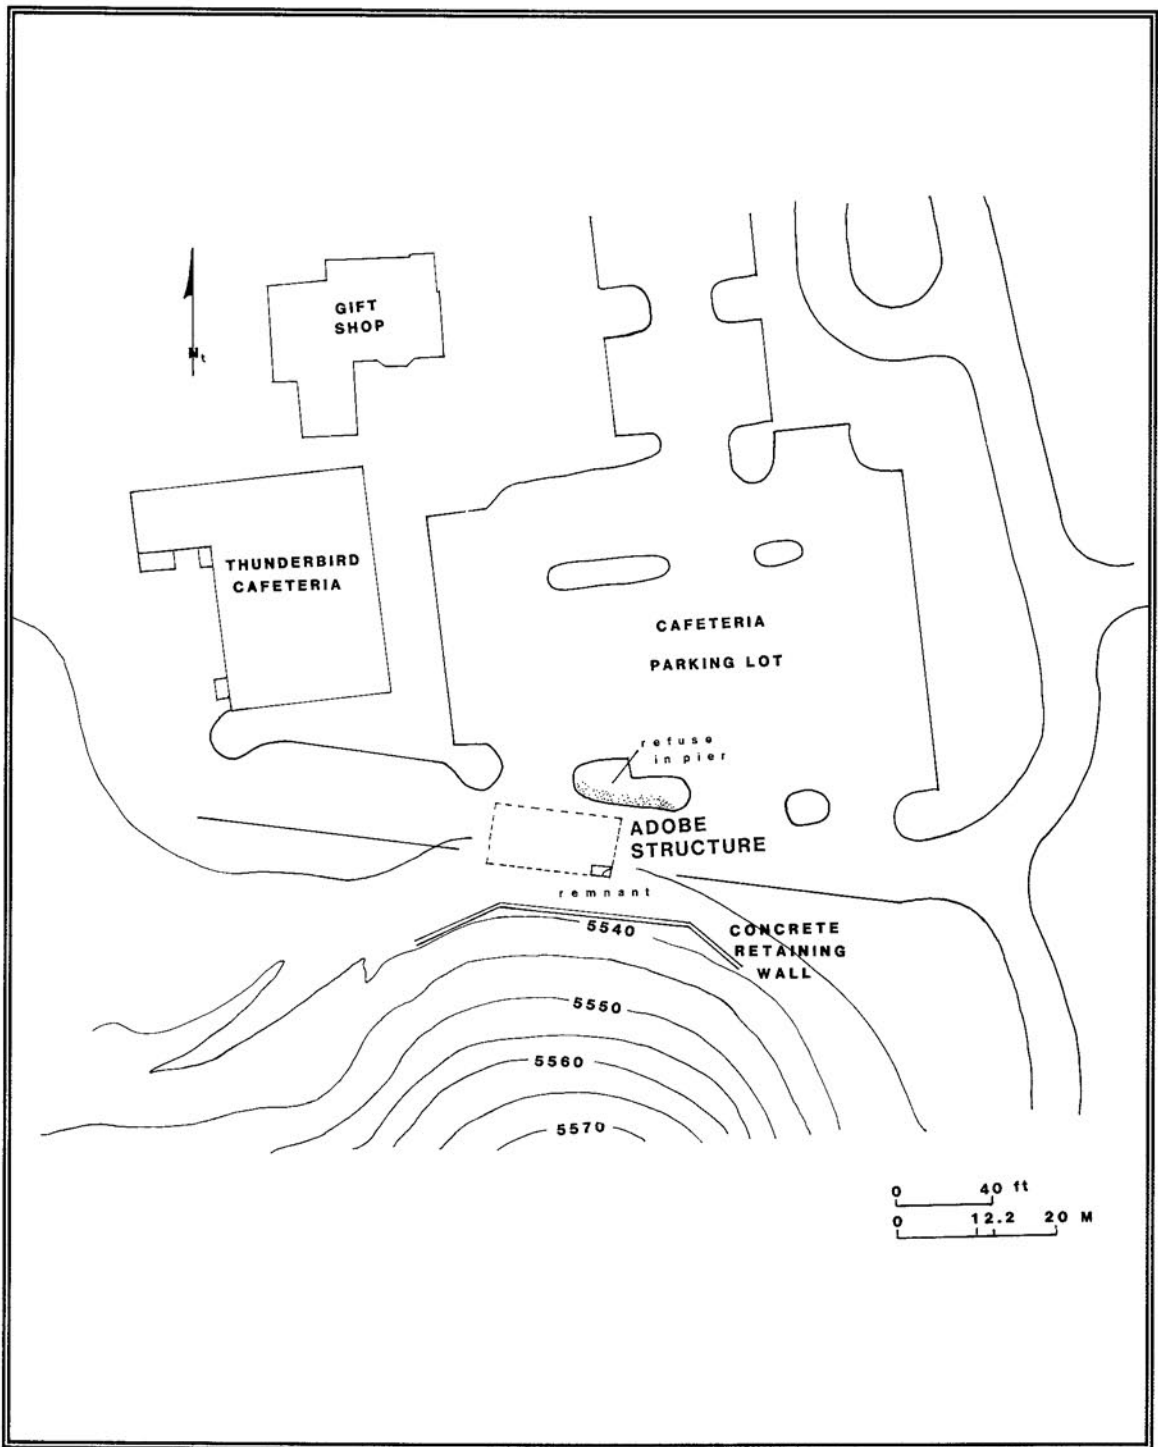 GIFT
SHOP
N t
THUNDERBIRD
CAFETERIA
CAFETERIA
PARKING LOT
refuse
in pier
ADOBE
STRUCTURE
remnant
5540
CONCRETE
RETAINING
WALL
5550
5560
5570
0 40 ft
0 12.2 20 M